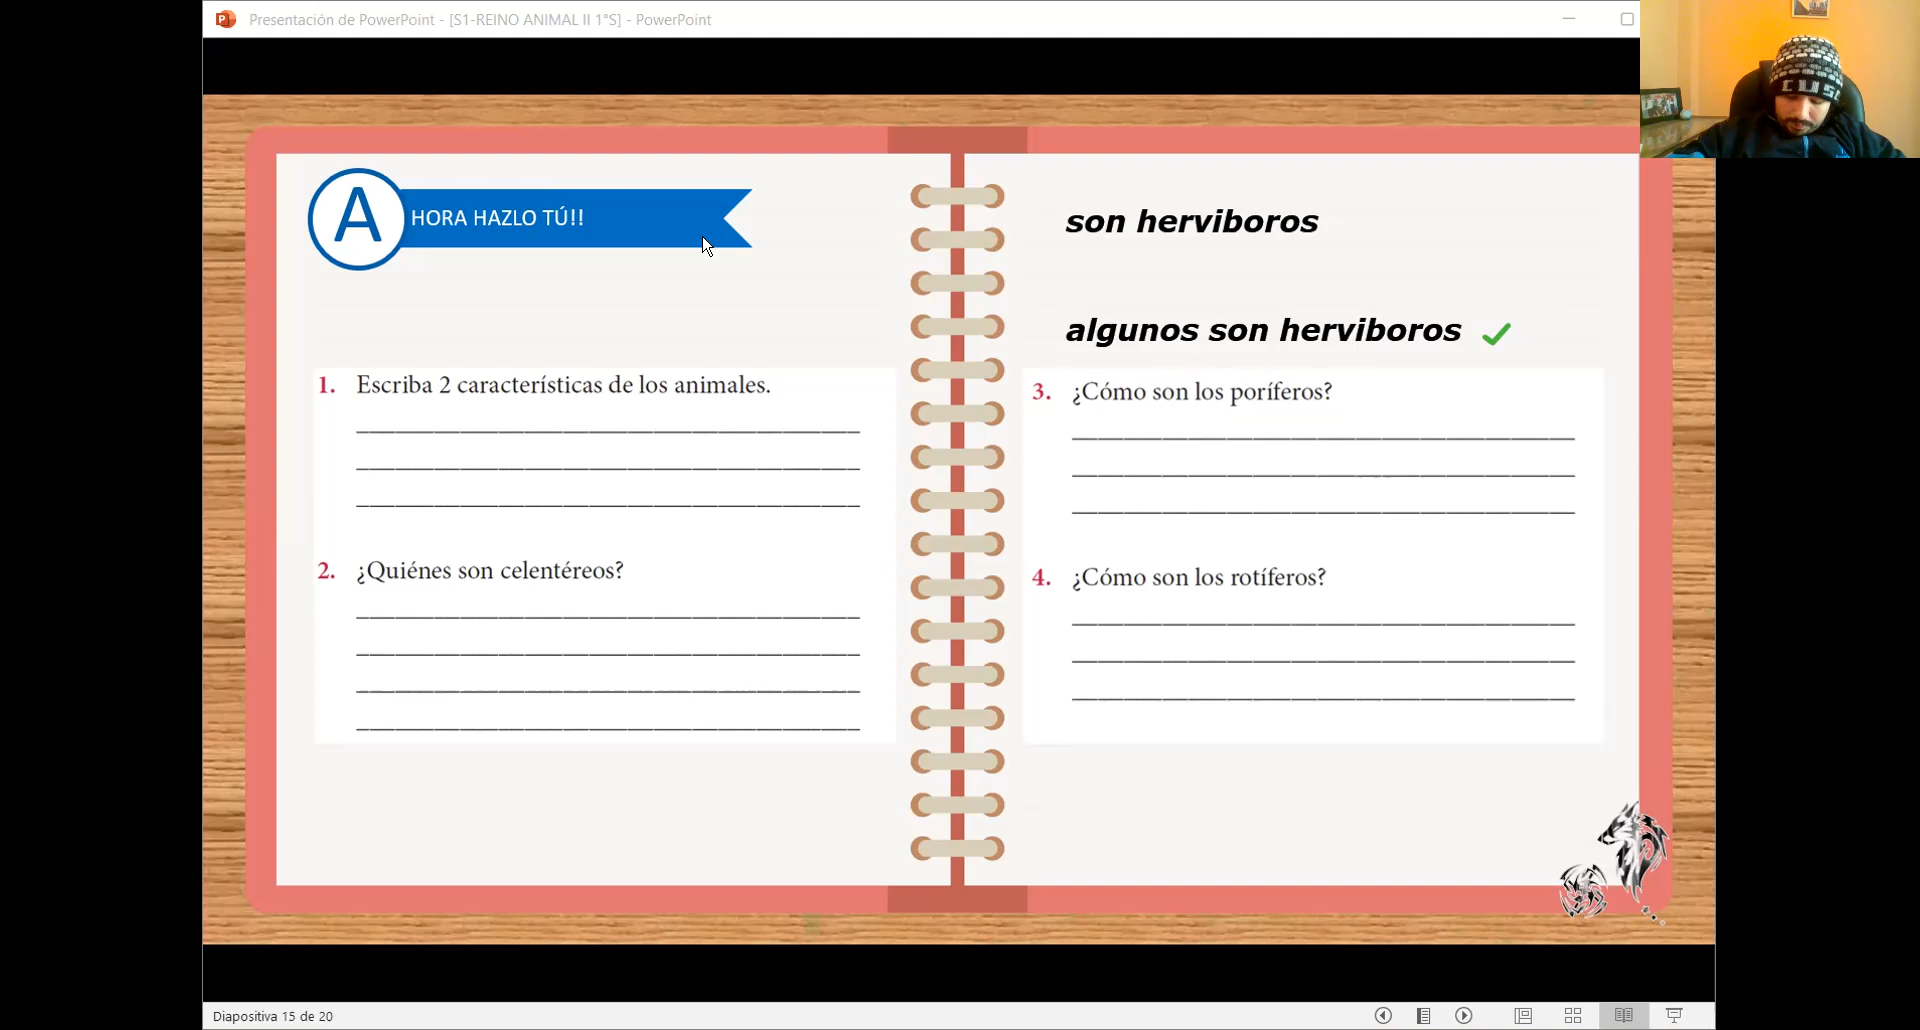 Presentación de PowerPoint - [S1-REINO ANIMAL II 1°S] - PowerPoint
AHORA HAZLO TÚ!!
1. Escriba 2 características de los animales.
2. ¿Quiénes son celentéreos?
son herviboros
algunos son herviboros
3. ¿Cómo son los poríferos?
4. ¿Cómo son los rotíferos?
Diapositiva 15 de 20